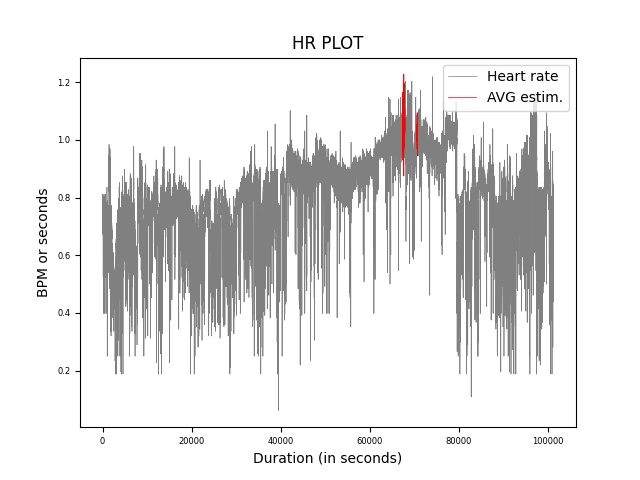 HR PLOT
Heart rate
AVG estim.
BPM or seconds
1.2
1.0
0.8
0.6
0.4
0.2
0 20000 40000 60000 80000 100000
Duration (in seconds)